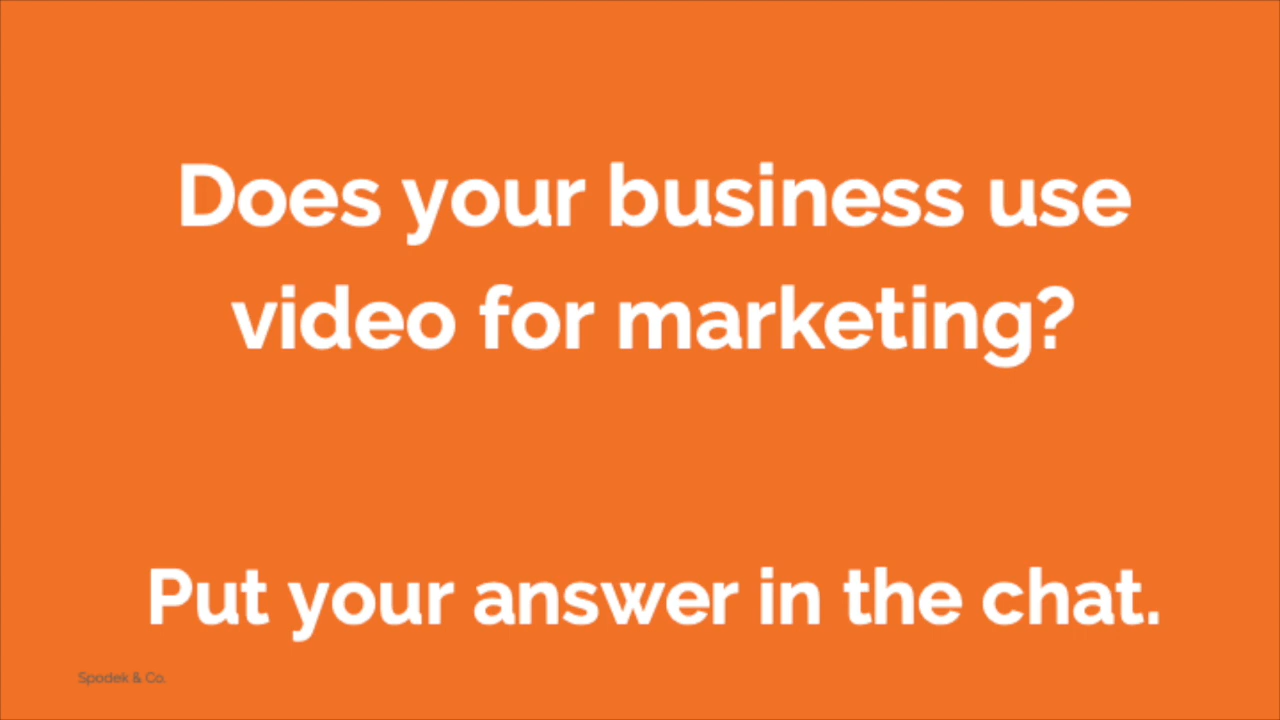 Does your business use
video for marketing?
Put your answer in the chat.
Spodek & Co.